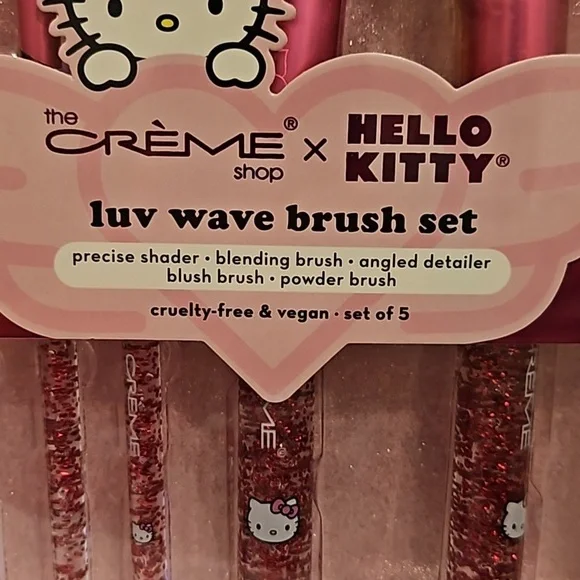 the
CRÈME® x HELLO
shop KITTY®
luv wave brush set
precise shader • blending brush • angled detailer
blush brush • powder brush
cruelty-free & vegan • set of 5
CRÈME